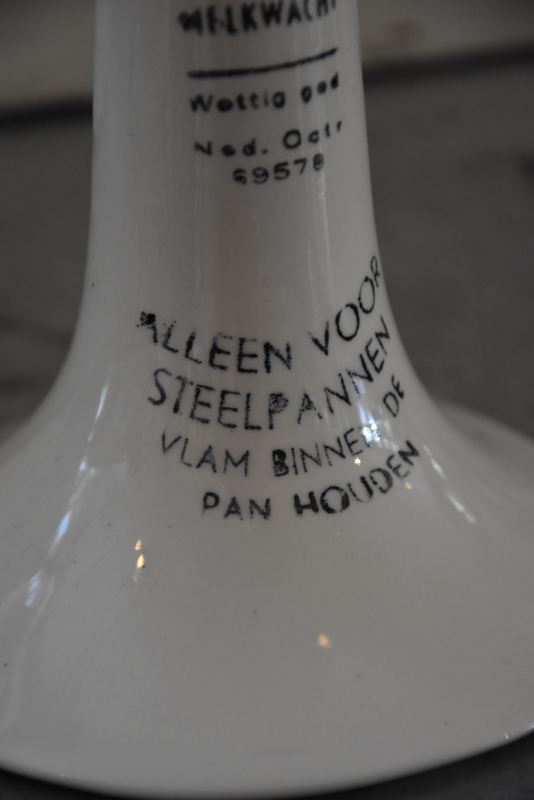 MELKWACHT
Wettig ged
Ned. Octr
69578
ALLEEN VOOR
STEELPANNEN
VLAM BINNEN DE
PAN HOUDEN